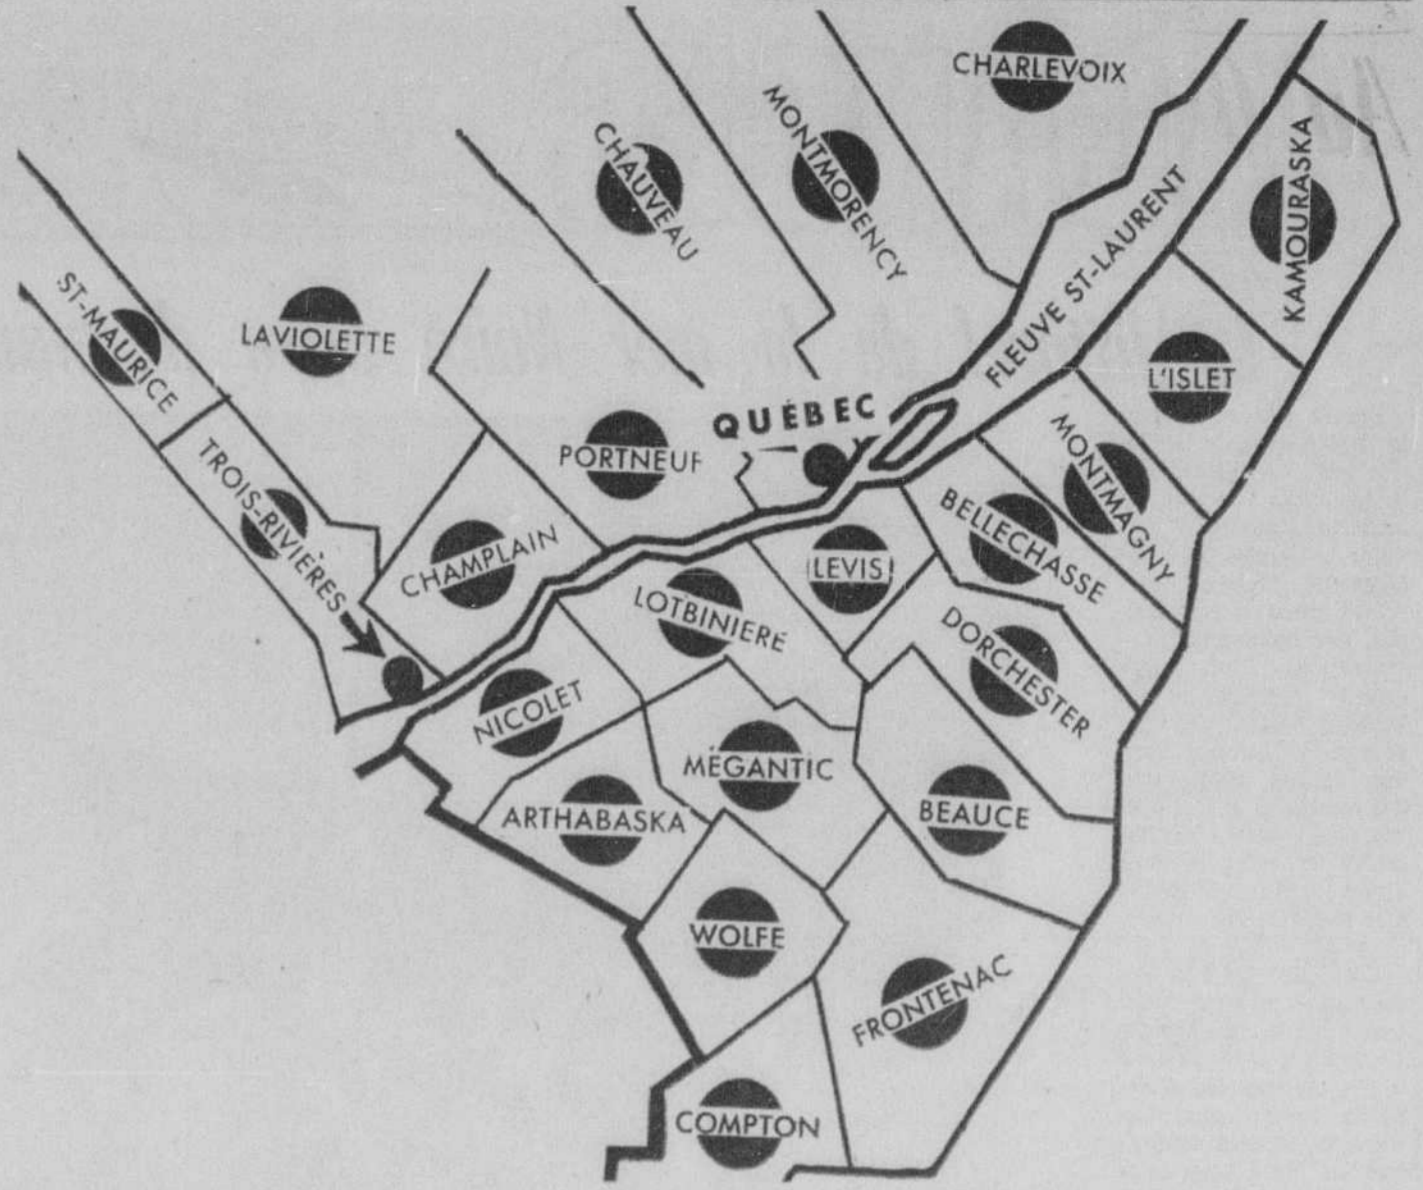 CHARLEVOIX
MONTMORENCY
CHAUVEAU
KAMOURASKA
FLEUVE ST-LAURENT
ST-MAURICE
LAVIOLETTE
L'ISLET
QUÉBEC
PORTNEUF
TROIS-RIVIÈRES
MONTMAGNY
BELLECHASSE
CHAMPLAIN
LEVIS
LOTBINIERE
DORCHESTER
NICOLET
MÉGANTIC
ARTHABASKA
BEAUCE
WOLFE
FRONTENAC
COMPTON